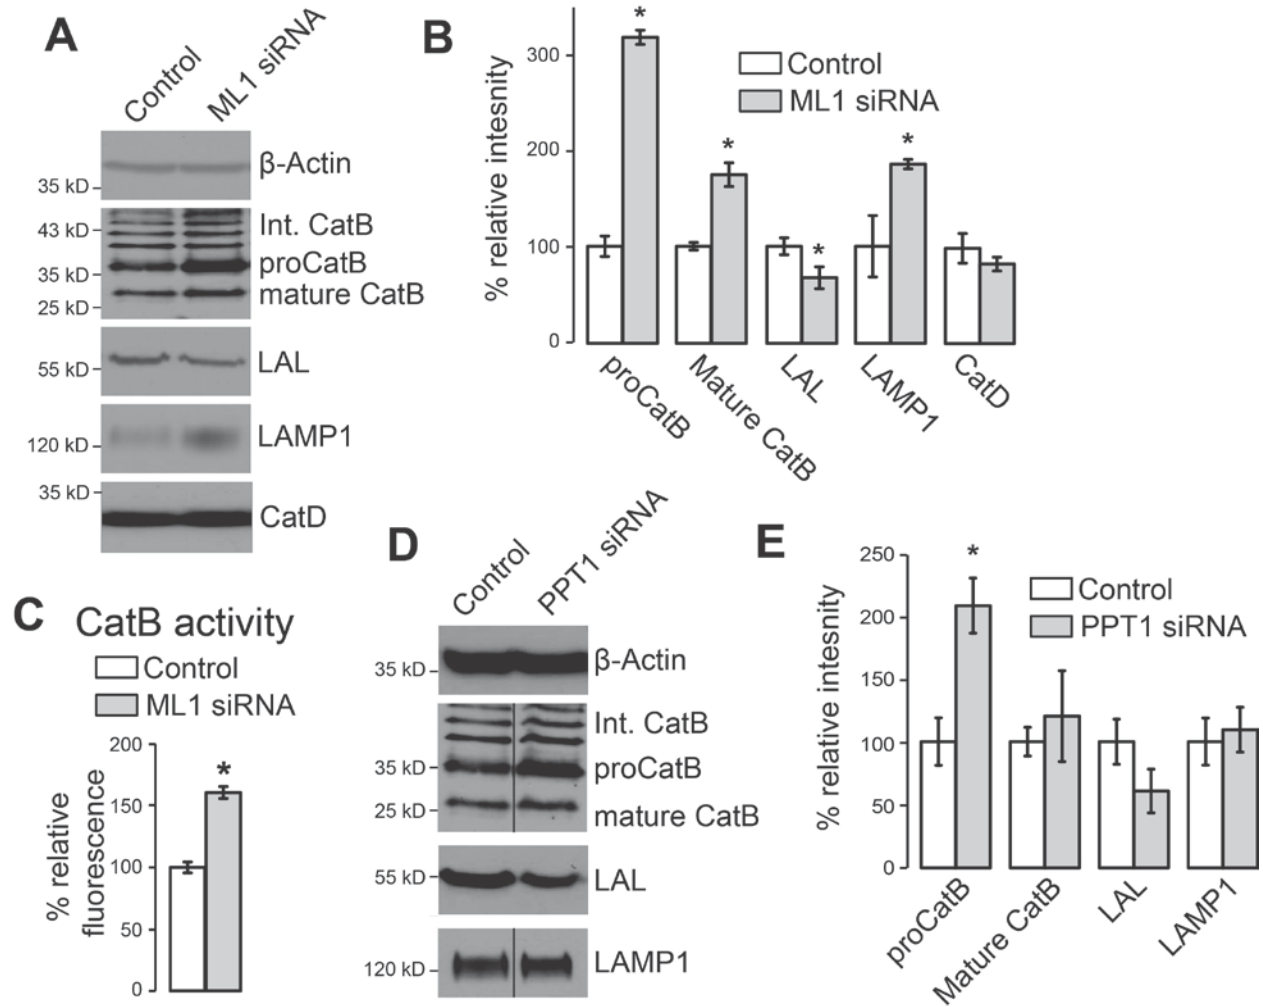 A
Control
ML1 siRNA
β-Actin
35 kD
43 kD
Int. CatB
35 kD
proCatB
25 kD
mature CatB
55 kD
LAL
120 kD
LAMP1
35 kD
CatD
B
% relative intesnity
300
200
100
0
*
*
*
*
Control
ML1 siRNA
proCatB
Mature CatB
LAL
LAMP1
CatD
C
CatB activity
Control
ML1 siRNA
% relative
fluorescence
200
150
100
50
0
*
D
Control
PPT1 siRNA
35 kD
β-Actin
Int. CatB
35 kD
proCatB
25 kD
mature CatB
55 kD
LAL
120 kD
LAMP1
E
% relative intesnity
250
200
150
100
50
0
*
Control
PPT1 siRNA
proCatB
Mature CatB
LAL
LAMP1